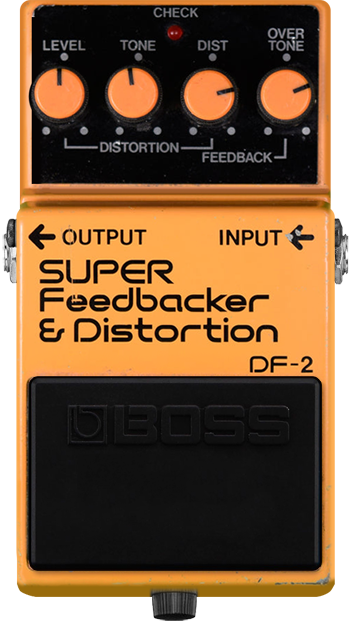 CHECK
LEVEL TONE DIST OVER TONE
DISTORTION
FEEDBACK
OUTPUT INPUT
SUPER
Feedbacker
& Distortion
DF-2
BOSS